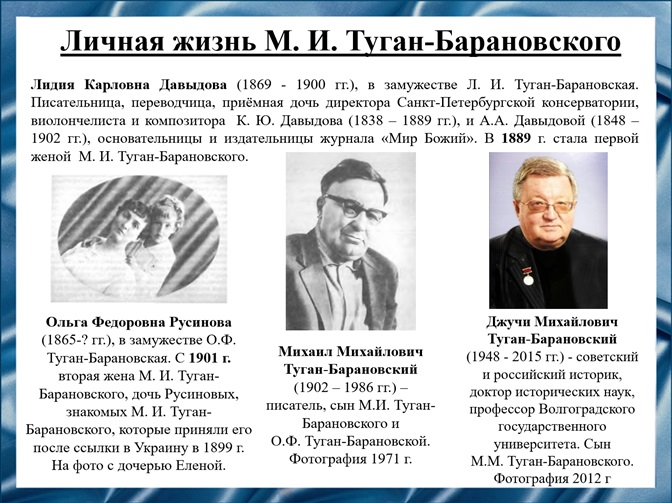 Личная жизнь М. И. Туган-Барановского
Лидия Карловна Давыдова (1869 - 1900 гг.), в замужестве Л. И. Туган-Барановская.
Писательница, переводчица, приёмная дочь директора Санкт-Петербургской консерватории,
виолончелиста и композитора К. Ю. Давыдова (1838 – 1889 гг.), и А.А. Давыдовой (1848 –
1902 гг.), основательницы и издательницы журнала «Мир Божий». В 1889 г. стала первой
женой М. И. Туган-Барановского.
Ольга Федоровна Русинова
(1865-? гг.), в замужестве О.Ф.
Туган-Барановская. С 1901 г.
вторая жена М. И. Туган-
Барановского, дочь Русиновых,
знакомых М. И. Туган-
Барановского, которые приняли его
после ссылки в Украину в 1899 г.
На фото с дочерью Еленой.
Михаил Михайлович
Туган-Барановский
(1902 – 1986 гг.) –
писатель, сын М.И. Туган-
Барановского и
О.Ф. Туган-Барановской.
Фотография 1971 г.
Джучи Михайлович
Туган-Барановский
(1948 - 2015 гг.) - советский
и российский историк,
доктор исторических наук,
профессор Волгоградского
государственного
университета. Сын
М.М. Туган-Барановского.
Фотография 2012 г